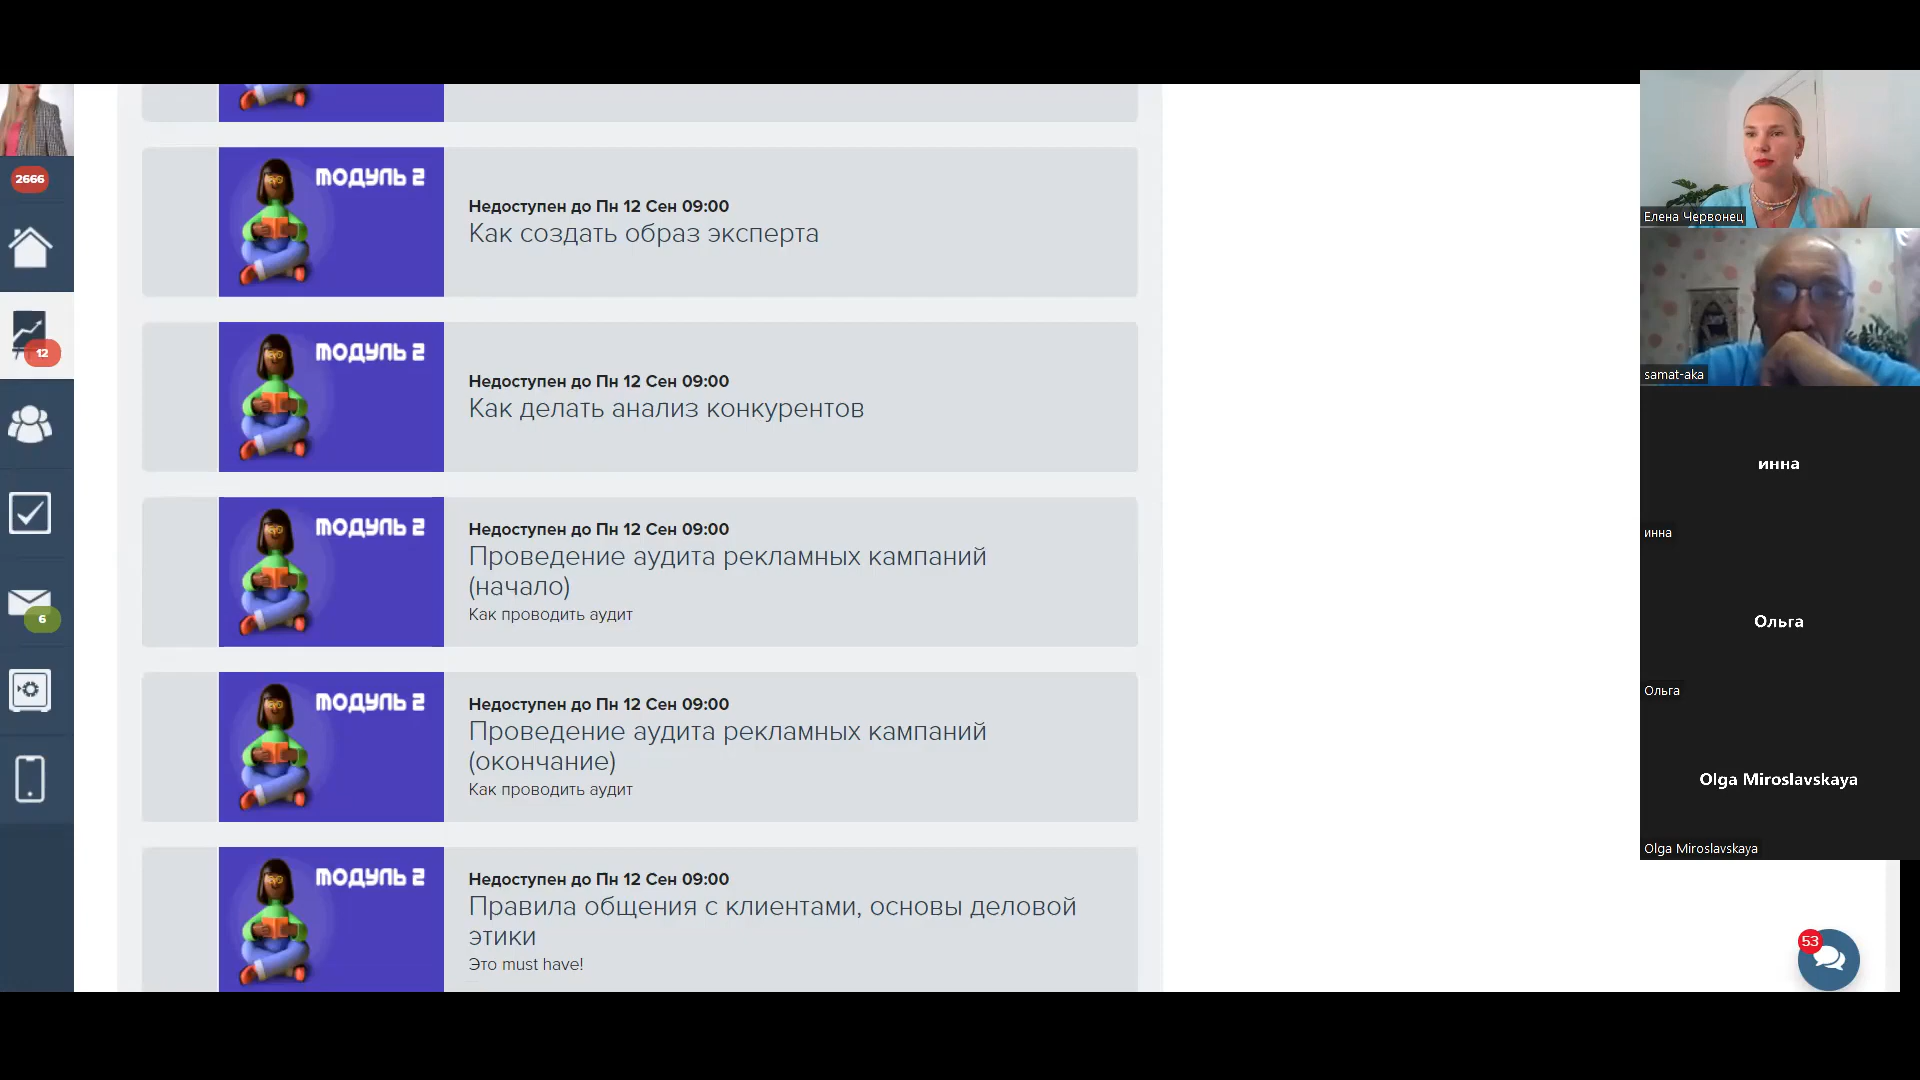 2666
12
6
МОДУЛЬ 2
Недоступен до Пн 12 Сен 09:00
Как создать образ эксперта
МОДУЛЬ 2
Недоступен до Пн 12 Сен 09:00
Как делать анализ конкурентов
МОДУЛЬ 2
Недоступен до Пн 12 Сен 09:00
Проведение аудита рекламных кампаний
(начало)
Как проводить аудит
МОДУЛЬ 2
Недоступен до Пн 12 Сен 09:00
Проведение аудита рекламных кампаний
(окончание)
Как проводить аудит
МОДУЛЬ 2
Недоступен до Пн 12 Сен 09:00
Правила общения с клиентами, основы деловой
этики
Это must have!
Елена Червонец
samat-aka
инна
инна
Ольга
Ольга
Olga Miroslavskaya
Olga Miroslavskaya
53